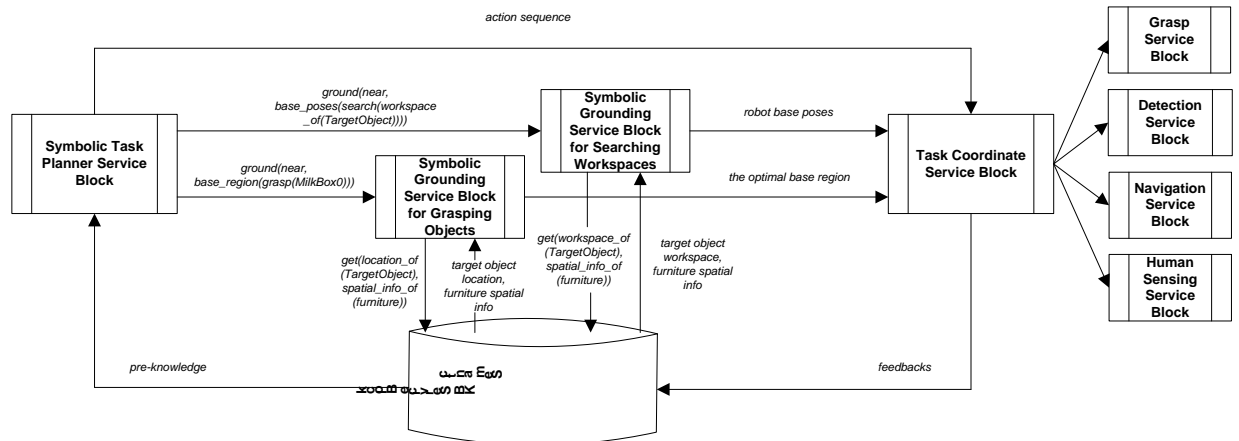 action sequence
Grasp
Service
Block
ground(near,
base_poses(search(workspace
_of(TargetObject))))
Symbolic
Grounding
Service Block
for Searching
Workspaces
robot base poses
Detection
Service
Block
Symbolic Task
Planner Service
Block
ground(near,
base_region(grasp(MilkBox0)))
Symbolic
Grounding
Service Block
for Grasping
Objects
the optimal base region
Task Coordinate
Service Block
Navigation
Service
Block
get(location_of
(TargetObject),
spatial_info_of
(furniture))
target object
location,
furniture spatial
info
get(workspace_of
(TargetObject),
spatial_info_of
(furniture))
target object
workspace,
furniture spatial
info
Human
Sensing
Service
Block
pre-knowledge
feedbacks